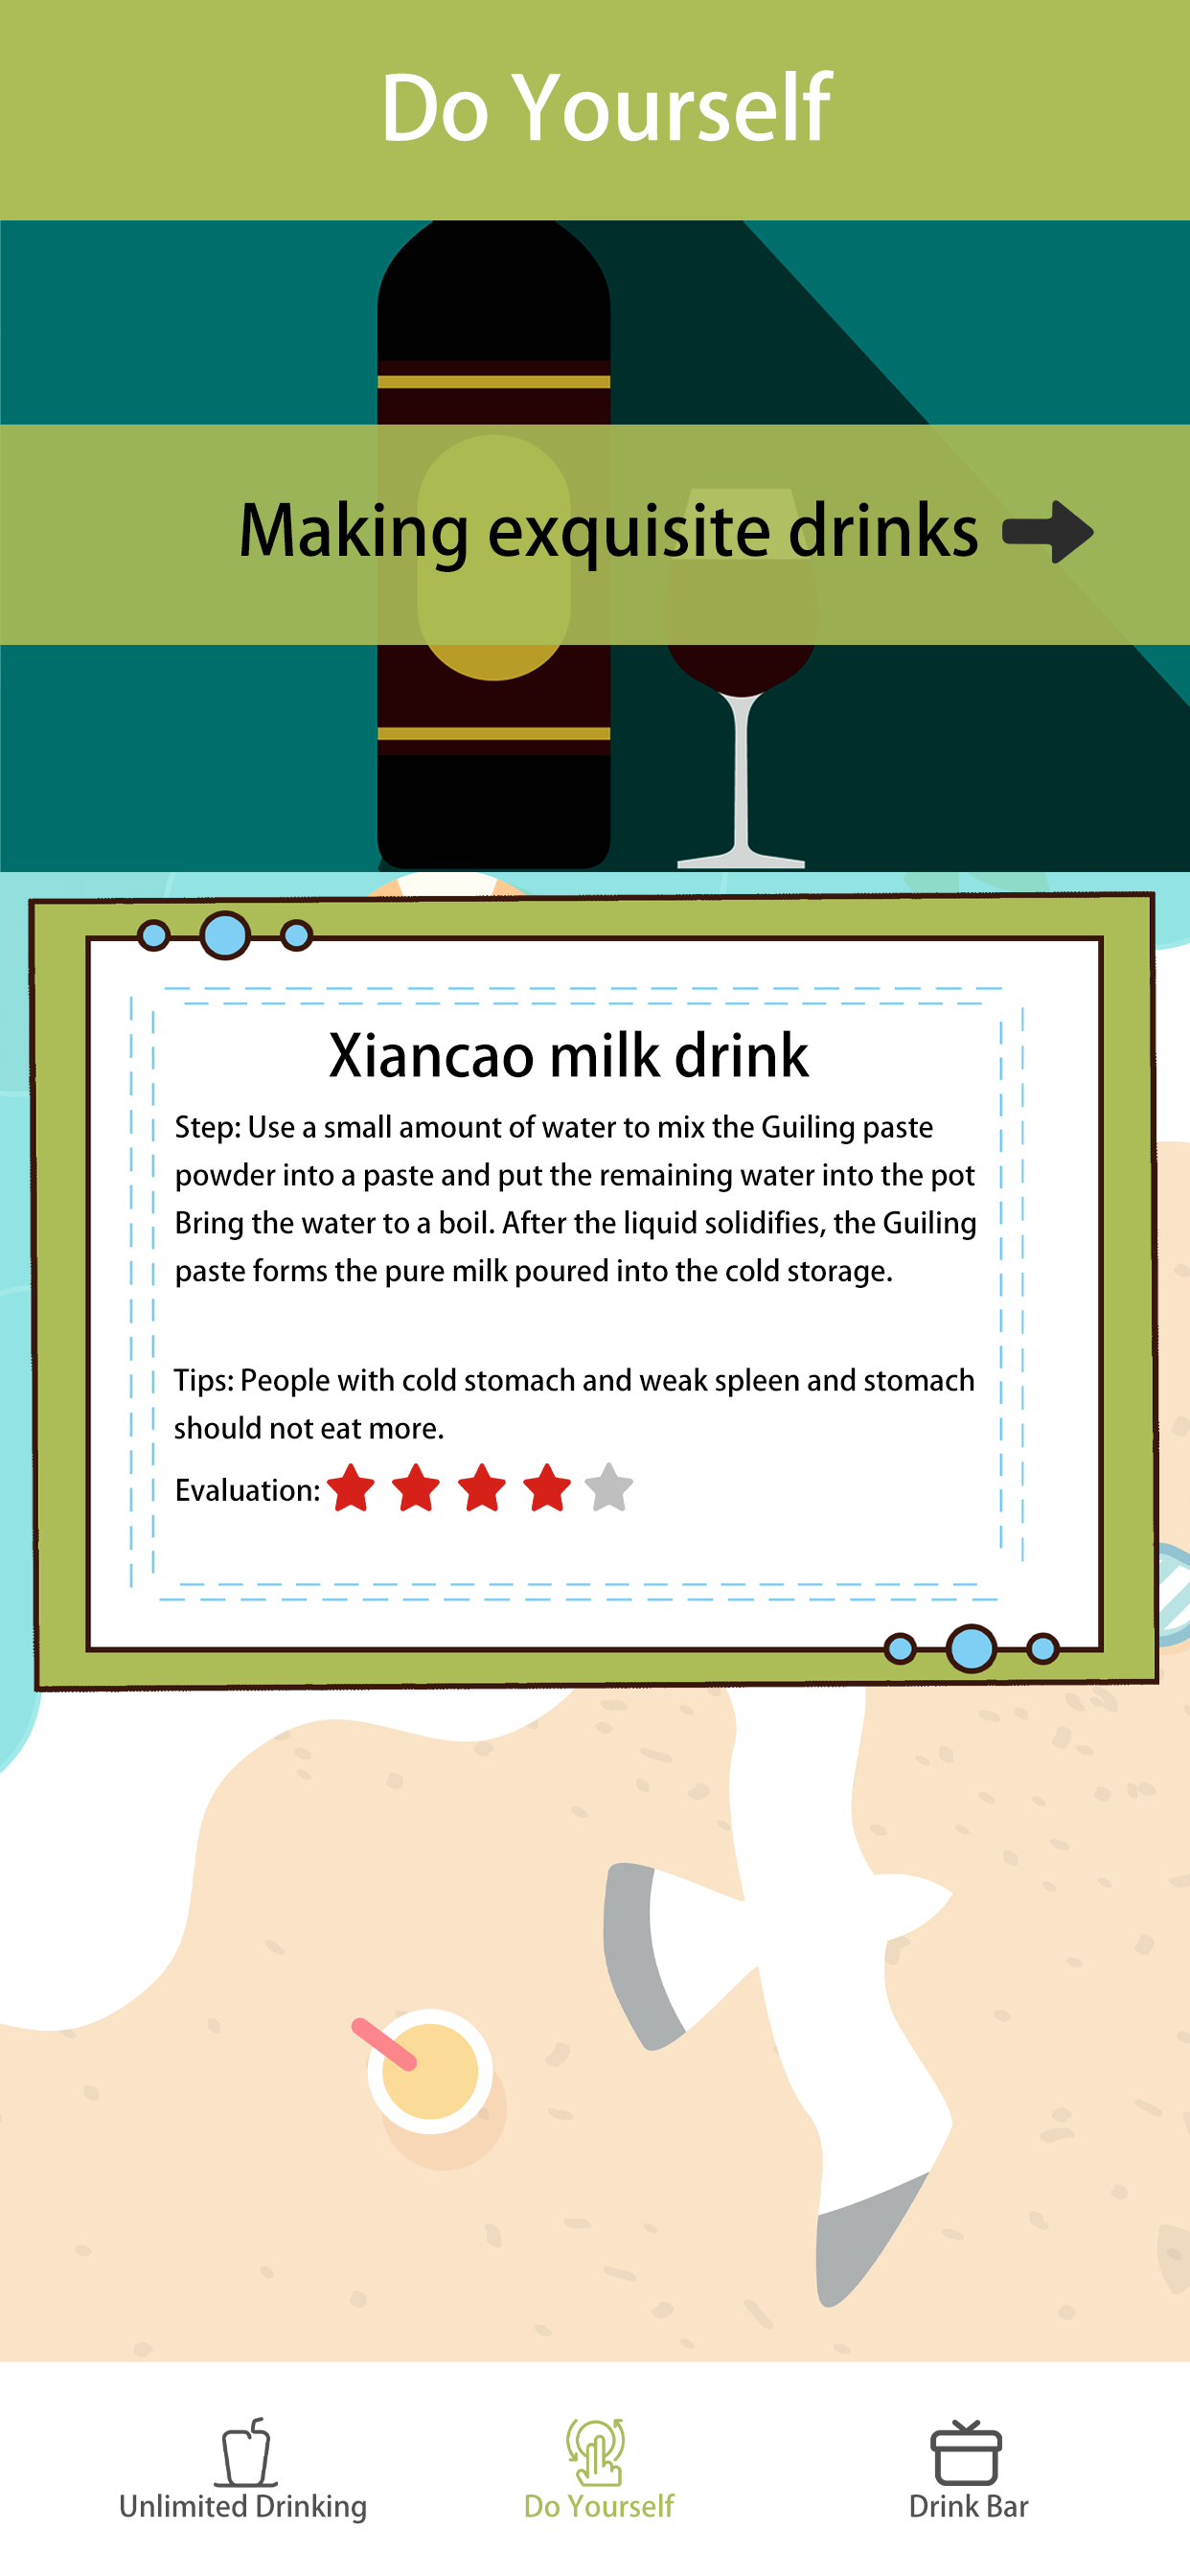 Do Yourself
Making exquisite drinks
Xiancao milk drink
Step: Use a small amount of water to mix the Guiling paste
powder into a paste and put the remaining water into the pot
Bring the water to a boil. After the liquid solidifies, the Guiling
paste forms the pure milk poured into the cold storage.
Tips: People with cold stomach and weak spleen and stomach
should not eat more.
Evaluation:
Unlimited Drinking
Do Yourself
Drink Bar